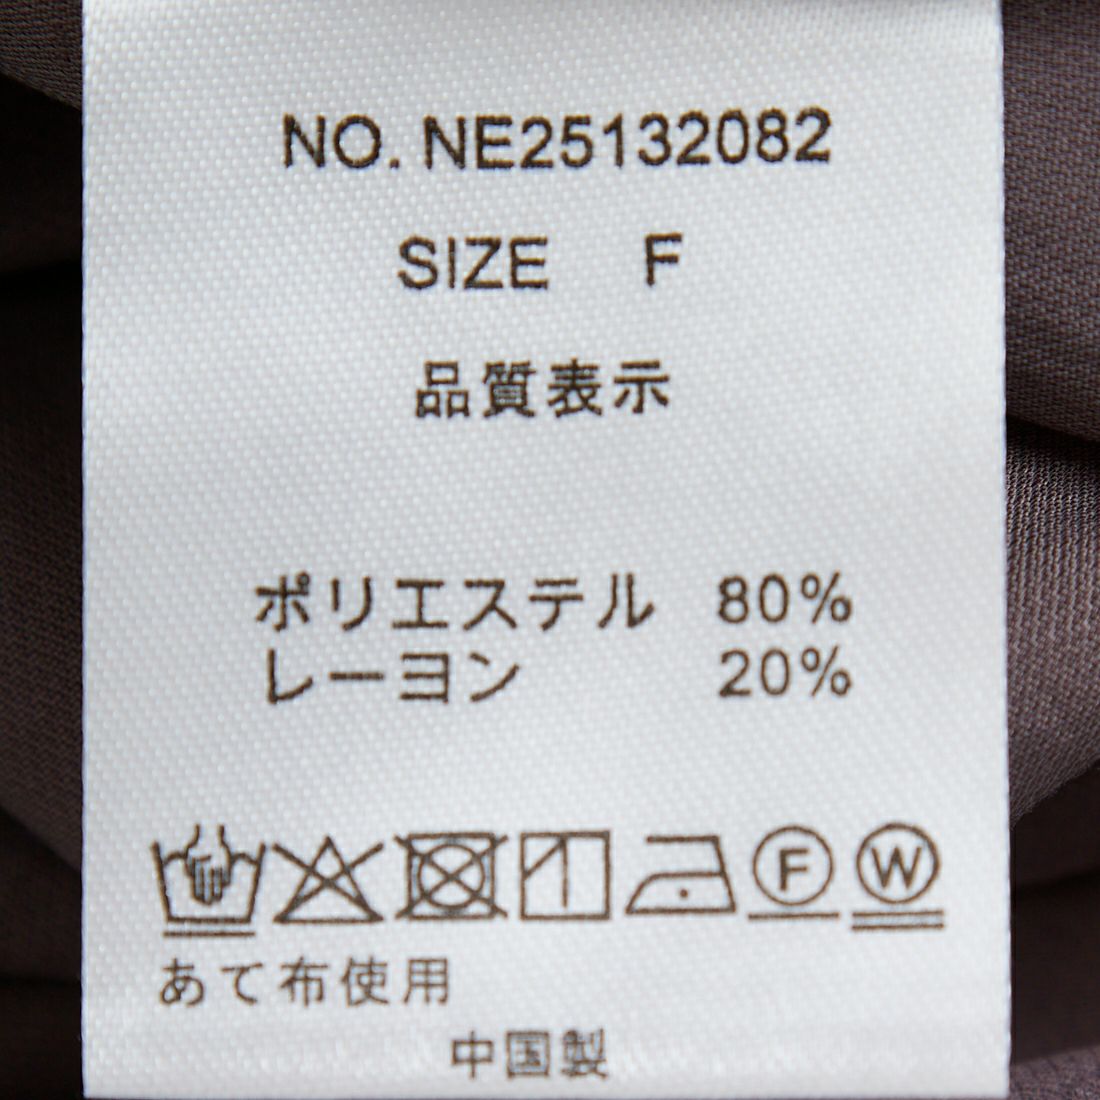 NO. NE25132082
SIZE F
品質表示
ポリエステル 80%
レーヨン 20%
F W
あて布使用
中国製